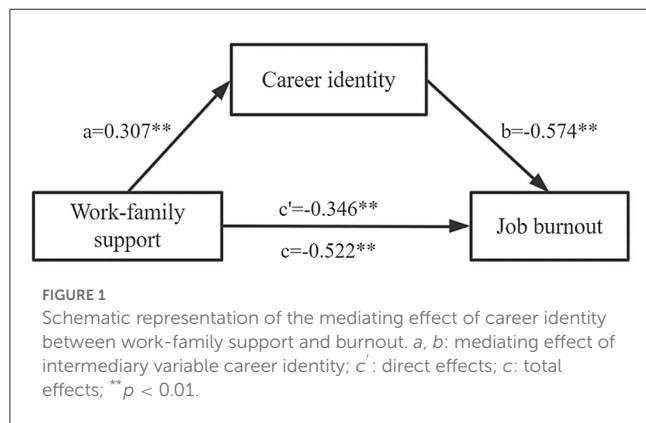 Career identity
a=0.307**
b=-0.574**
Work-family
support
c'=-0.346**
c=-0.522**
Job burnout
FIGURE 1
Schematic representation of the mediating effect of career identity
between work-family support and burnout. a, b: mediating effect of
intermediary variable career identity; c′: direct effects; c: total
effects; **p < 0.01.